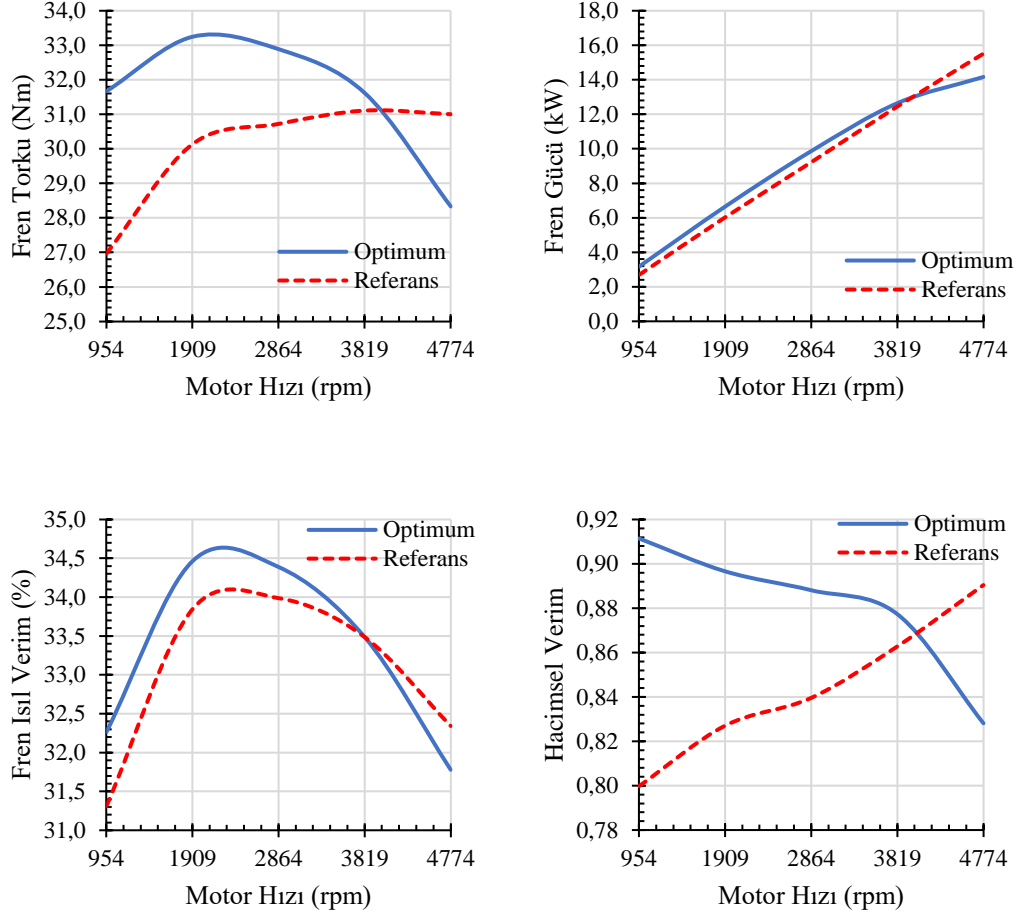 Fren Torku (Nm)
34,0
33,0
32,0
31,0
30,0
29,0
28,0
27,0
26,0
25,0
Optimum
Referans
954 1909 2864 3819 4774
Motor Hızı (rpm)
Fren Gücü (kW)
18,0
16,0
14,0
12,0
10,0
8,0
6,0
4,0
2,0
0,0
Optimum
Referans
954 1909 2864 3819 4774
Motor Hızı (rpm)
Fren Isıl Verim (%)
35,0
34,5
34,0
33,5
33,0
32,5
32,0
31,5
31,0
Optimum
Referans
954 1909 2864 3819 4774
Motor Hızı (rpm)
Hacimsel Verim
0,92
0,90
0,88
0,86
0,84
0,82
0,80
0,78
Optimum
Referans
954 1909 2864 3819 4774
Motor Hızı (rpm)